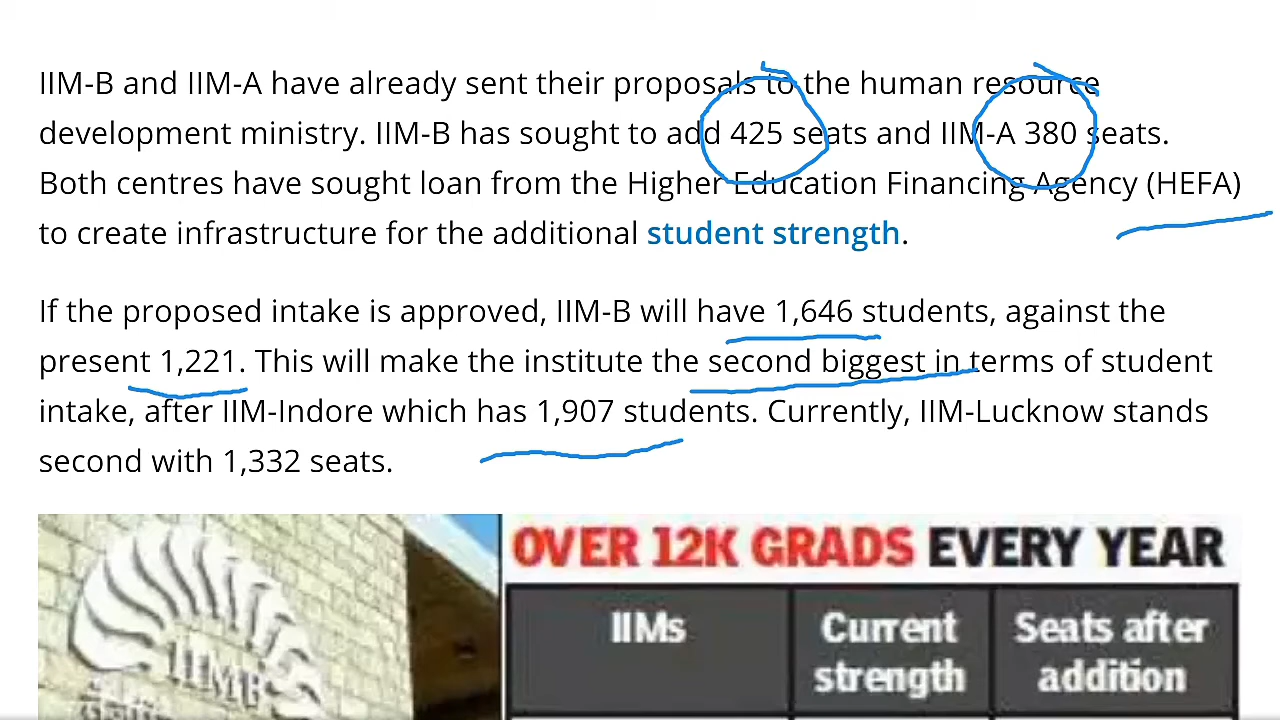 IIM-B and IIM-A have already sent their proposals to the human resource
development ministry. IIM-B has sought to add 425 seats and IIM-A 380 seats.
Both centres have sought loan from the Higher Education Financing Agency (HEFA)
to create infrastructure for the additional student strength.
If the proposed intake is approved, IIM-B will have 1,646 students, against the
present 1,221. This will make the institute the second biggest in terms of student
intake, after IIM-Indore which has 1,907 students. Currently, IIM-Lucknow stands
second with 1,332 seats.
OVER 12K GRADS EVERY YEAR
IIMs
Current
strength
Seats after
addition
IIMB